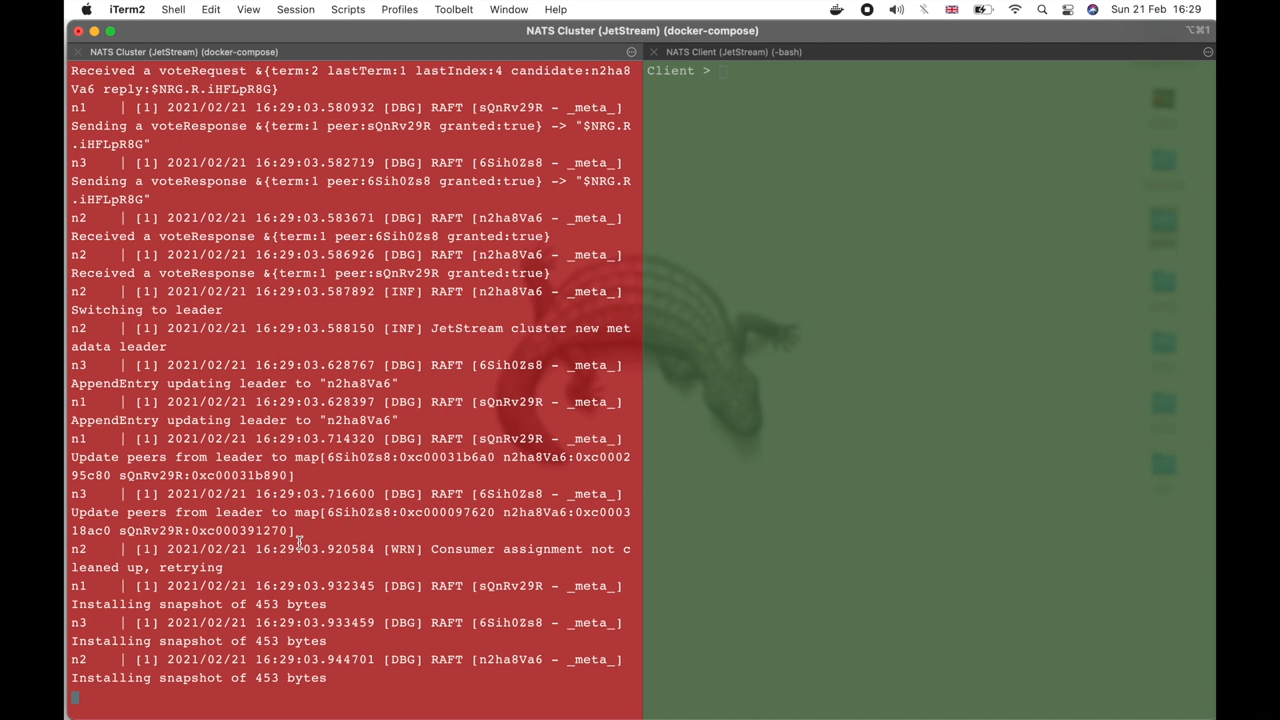 iTerm2 Shell Edit View Session Scripts Profiles Toolbelt Window Help Sun 21 Feb 16:29
NATS Cluster (JetStream) (docker-compose) ⌥⌘1
NATS Cluster (JetStream) (docker-compose)
NATS Client (JetStream) (-bash)
Received a voteRequest &{term:2 lastTerm:1 lastIndex:4 candidate:n2ha8
Va6 reply:$NRG.R.iHFLpR8G}
n1 | [1] 2021/02/21 16:29:03.580932 [DBG] RAFT [sQnRv29R - _meta_]
Sending a voteResponse &{term:1 peer:sQnRv29R granted:true} -> "$NRG.R
.iHFLpR8G"
n3 | [1] 2021/02/21 16:29:03.582719 [DBG] RAFT [6Sih0Zs8 - _meta_]
Sending a voteResponse &{term:1 peer:6Sih0Zs8 granted:true} -> "$NRG.R
.iHFLpR8G"
n2 | [1] 2021/02/21 16:29:03.583671 [DBG] RAFT [n2ha8Va6 - _meta_]
Received a voteResponse &{term:1 peer:6Sih0Zs8 granted:true}
n2 | [1] 2021/02/21 16:29:03.586926 [DBG] RAFT [n2ha8Va6 - _meta_]
Received a voteResponse &{term:1 peer:sQnRv29R granted:true}
n2 | [1] 2021/02/21 16:29:03.587892 [INF] RAFT [n2ha8Va6 - _meta_]
Switching to leader
n2 | [1] 2021/02/21 16:29:03.588150 [INF] JetStream cluster new met
adata leader
n3 | [1] 2021/02/21 16:29:03.628767 [DBG] RAFT [6Sih0Zs8 - _meta_]
AppendEntry updating leader to "n2ha8Va6"
n1 | [1] 2021/02/21 16:29:03.628397 [DBG] RAFT [sQnRv29R - _meta_]
AppendEntry updating leader to "n2ha8Va6"
n1 | [1] 2021/02/21 16:29:03.714320 [DBG] RAFT [sQnRv29R - _meta_]
Update peers from leader to map[6Sih0Zs8:0xc00031b6a0 n2ha8Va6:0xc0002
95c80 sQnRv29R:0xc00031b890]
n3 | [1] 2021/02/21 16:29:03.716600 [DBG] RAFT [6Sih0Zs8 - _meta_]
Update peers from leader to map[6Sih0Zs8:0xc000097620 n2ha8Va6:0xc0003
18ac0 sQnRv29R:0xc000391270]
n2 | [1] 2021/02/21 16:29:03.920584 [WRN] Consumer assignment not c
leaned up, retrying
n1 | [1] 2021/02/21 16:29:03.932345 [DBG] RAFT [sQnRv29R - _meta_]
Installing snapshot of 453 bytes
n3 | [1] 2021/02/21 16:29:03.933459 [DBG] RAFT [6Sih0Zs8 - _meta_]
Installing snapshot of 453 bytes
n2 | [1] 2021/02/21 16:29:03.944701 [DBG] RAFT [n2ha8Va6 - _meta_]
Installing snapshot of 453 bytes
Client >